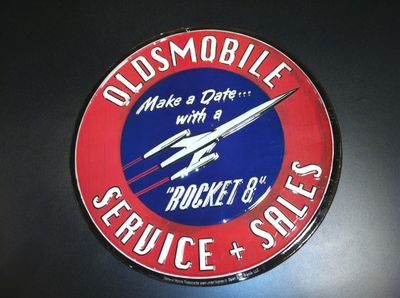 OLDSMOBILE
Make a Date...
with a
"ROCKET 8".
SERVICE + SALES